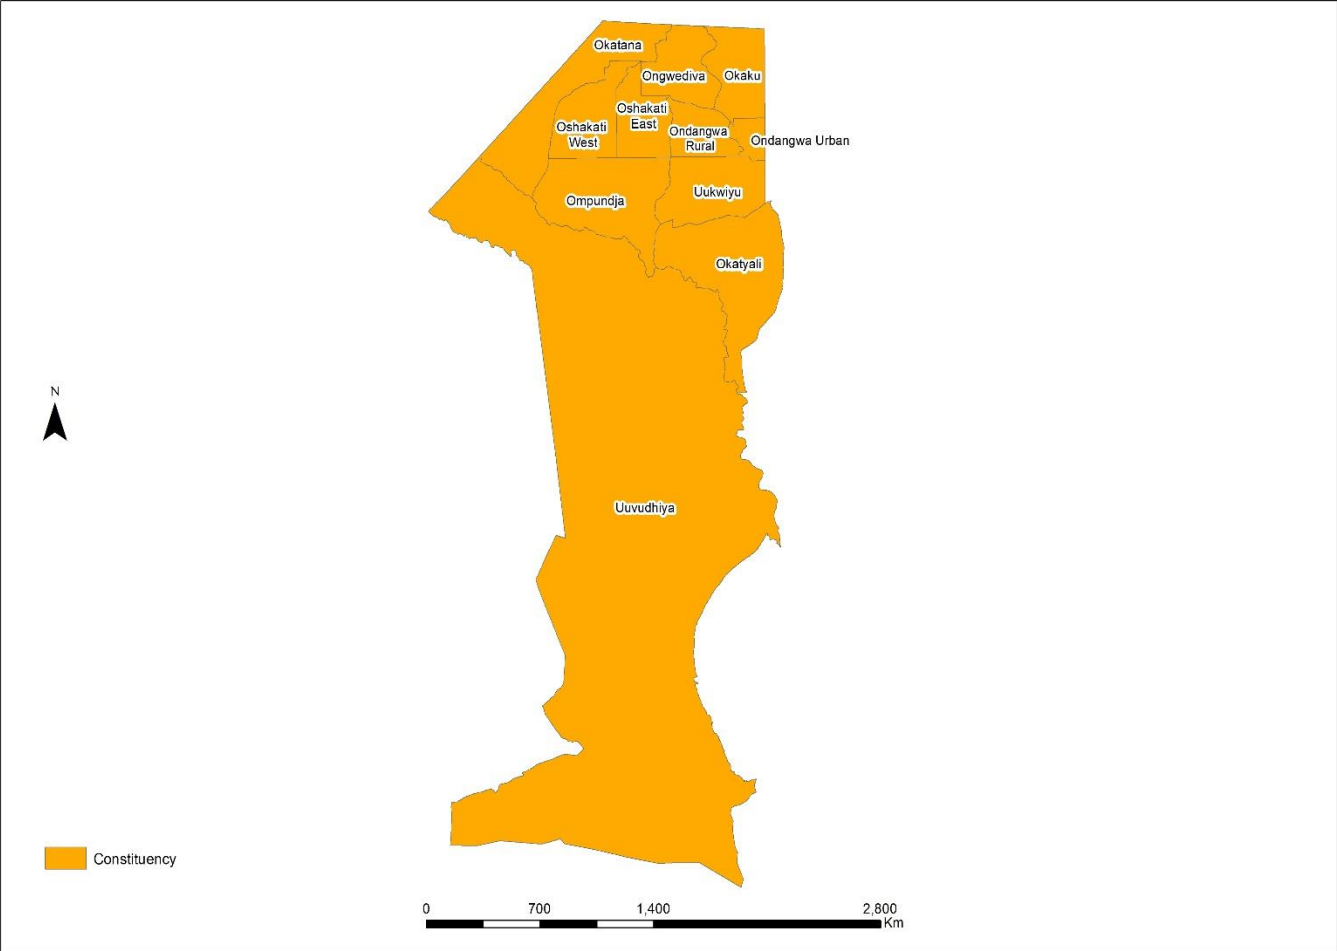 Okatana
Ongwediva
Okaku
Oshakati
East
Oshakati
West
Ondangwa
Rural
Ondangwa Urban
Uukwiyu
Ompundja
Okatyali
N
Uuvudhiya
Constituency
0 700 1,400 2,800
Km